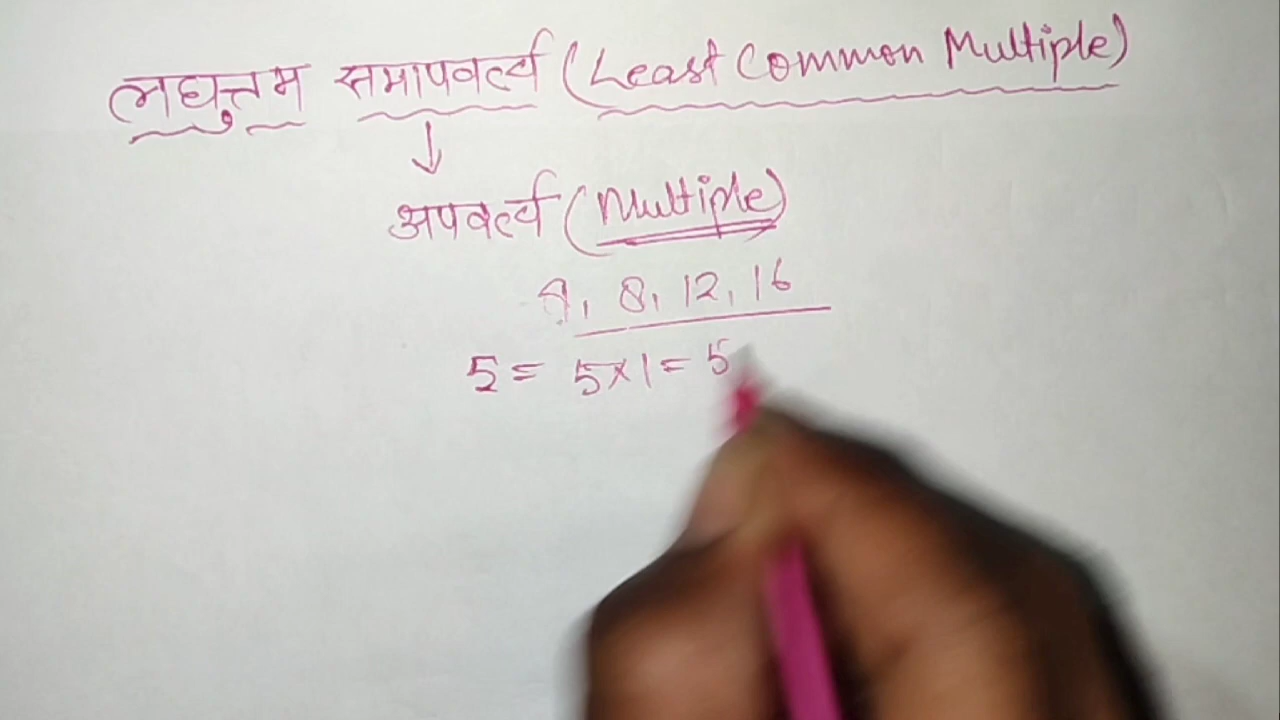 लघुत्तम समापवर्त्य (Least Common Multiple)
↓
अपवर्त्य (Multiple)
4, 8, 12, 16
5 = 5×1 = 5